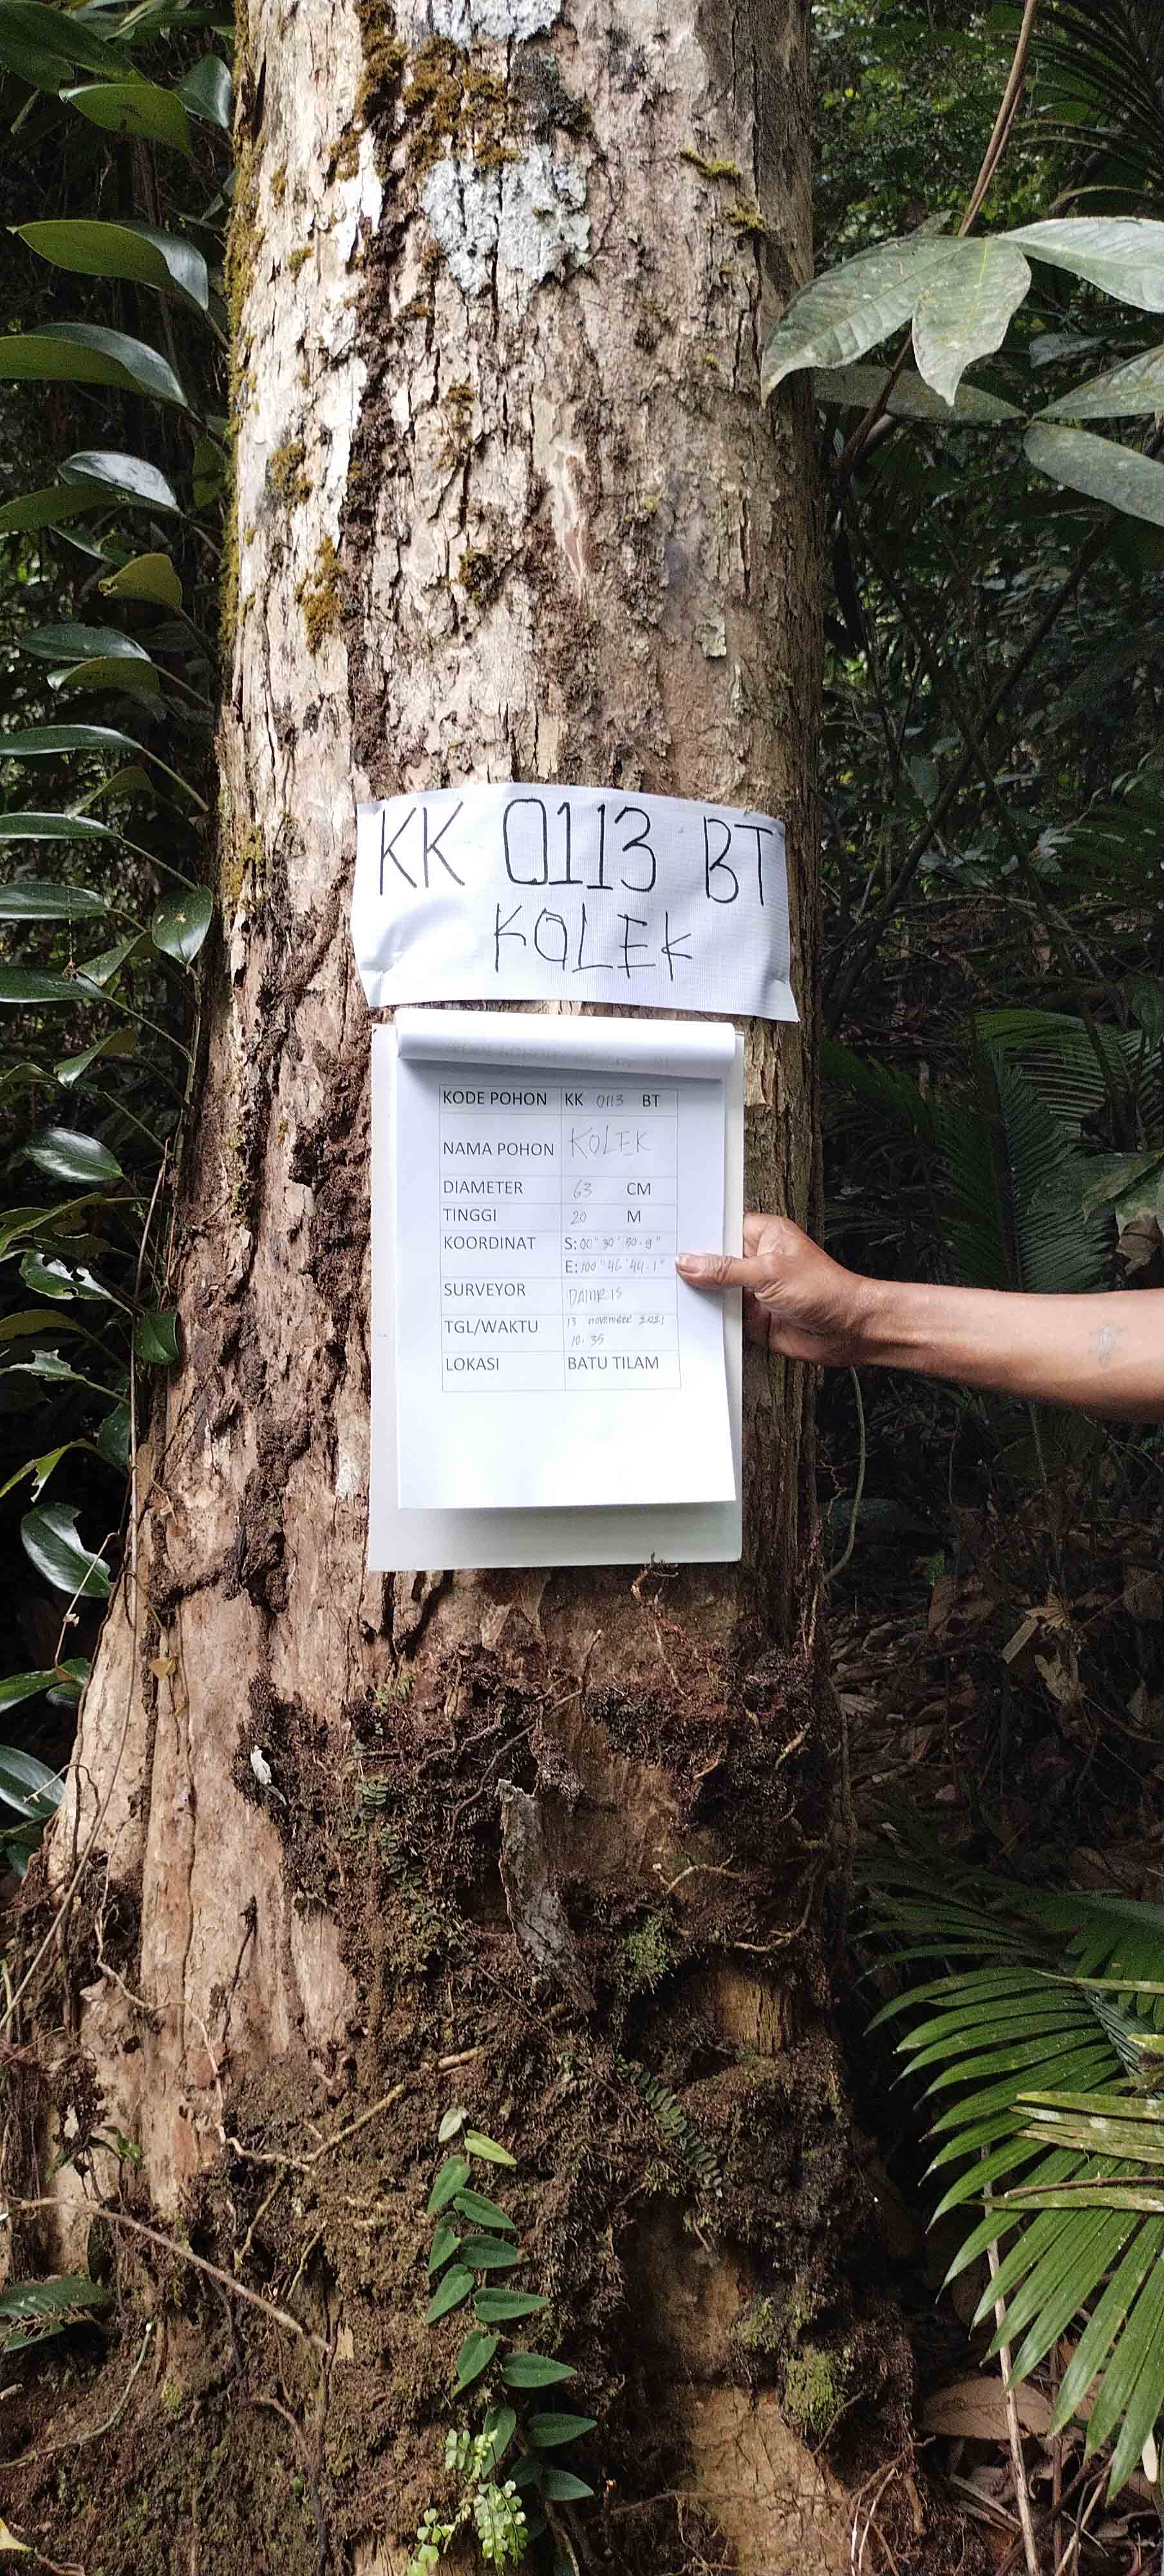 KK 0113 BT
KOLEK
KODE POHON KK 0113 BT
NAMA POHON KOLEK
DIAMETER 63 CM
TINGGI 20 M
KOORDINAT S: 00° 30' 50.9"
E: 100° 46' 44.1"
SURVEYOR DAMRIS
TGL/WAKTU 13 NOVEMBER 2021
10.35
LOKASI BATU TILAM